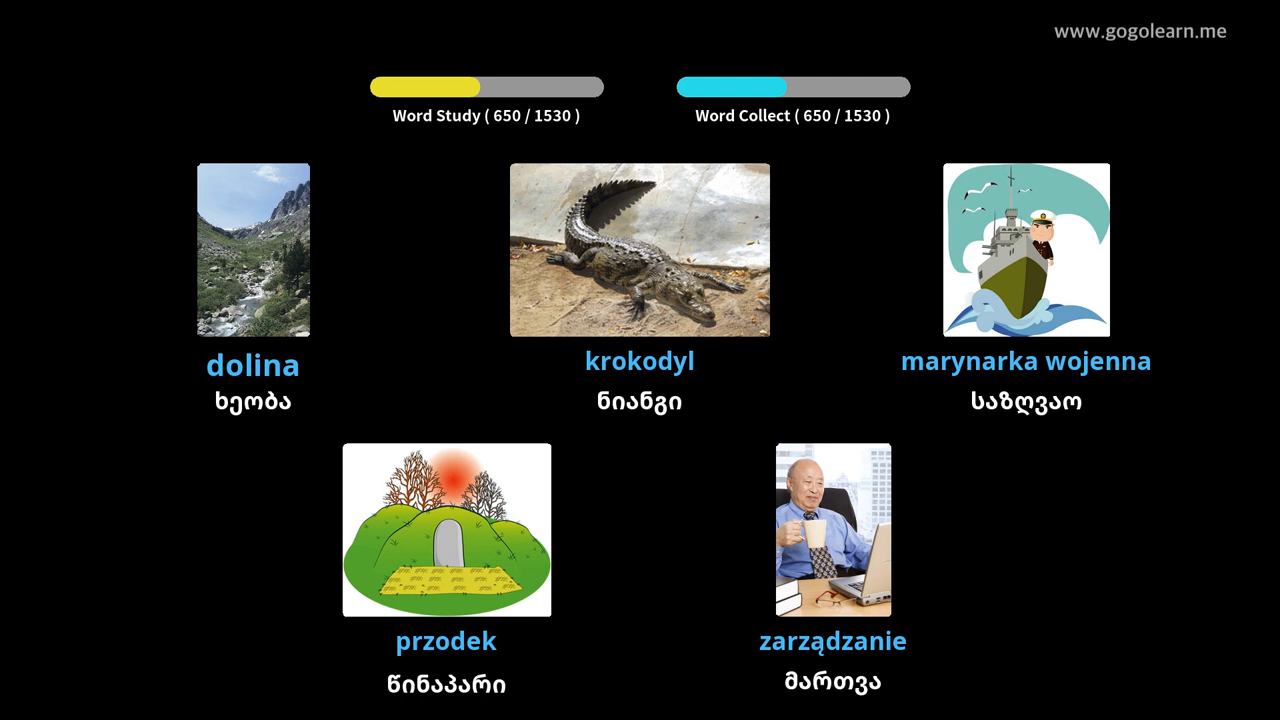 www.gogolearn.me
Word Study ( 650 / 1530 )
Word Collect ( 650 / 1530 )
dolina
ხეობა
krokodyl
ნიანგი
marynarka wojenna
საზღვაო
przodek
წინაპარი
zarządzanie
მართვა